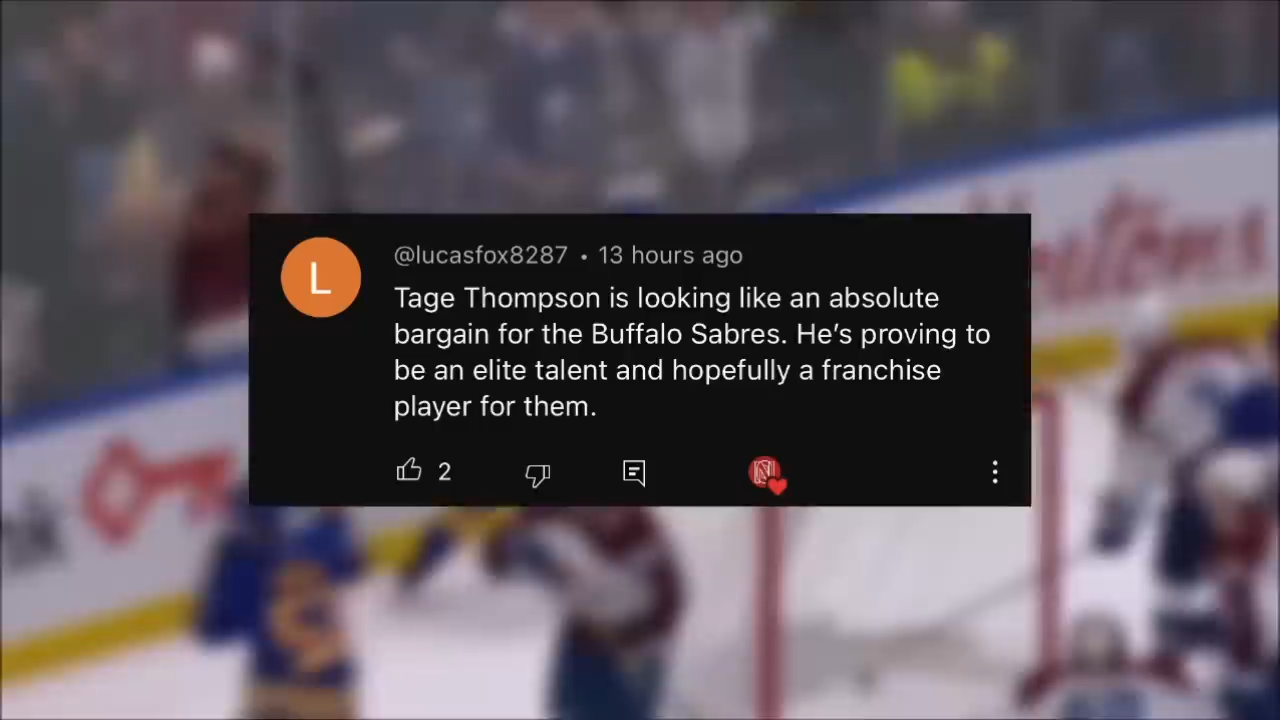 L
@lucasfox8287 • 13 hours ago
Tage Thompson is looking like an absolute
bargain for the Buffalo Sabres. He’s proving to
be an elite talent and hopefully a franchise
player for them.
2